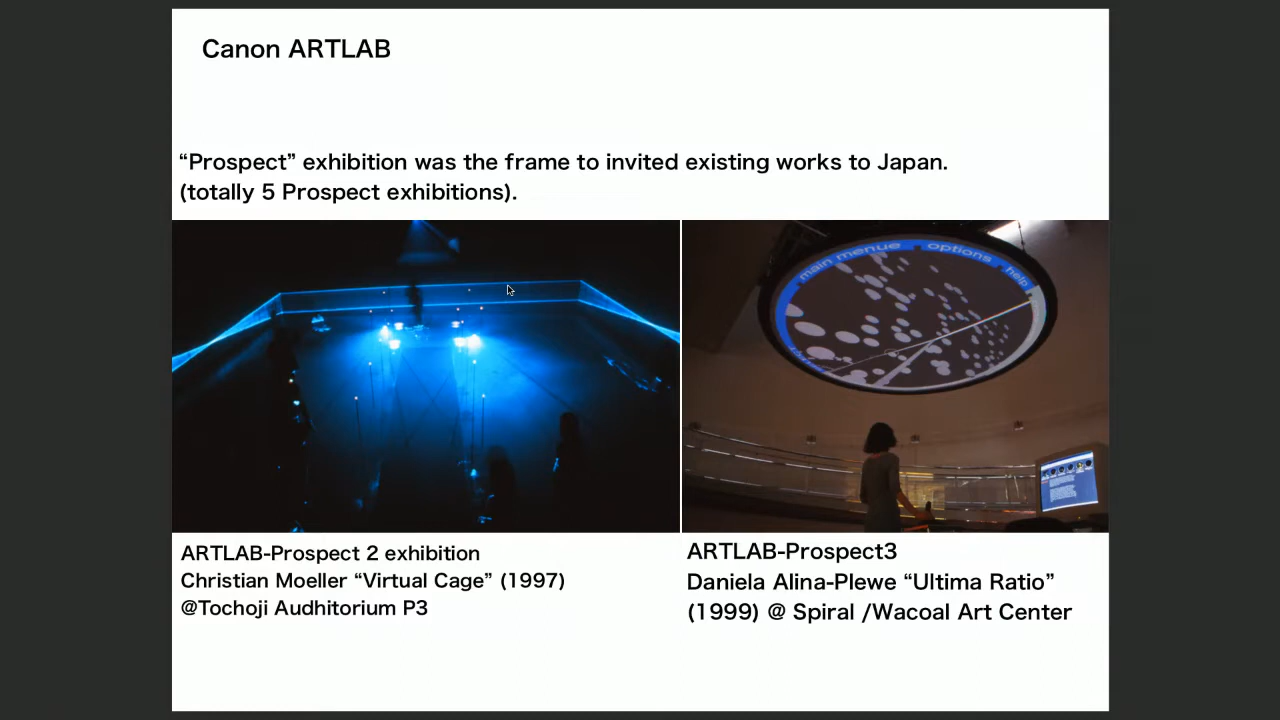 Canon ARTLAB
“Prospect” exhibition was the frame to invited existing works to Japan.
(totally 5 Prospect exhibitions).
main menue options help
ARTLAB-Prospect 2 exhibition
Christian Moeller “Virtual Cage” (1997)
@Tochoji Audhitorium P3
ARTLAB-Prospect3
Daniela Alina-Plewe “Ultima Ratio”
(1999) @ Spiral /Wacoal Art Center